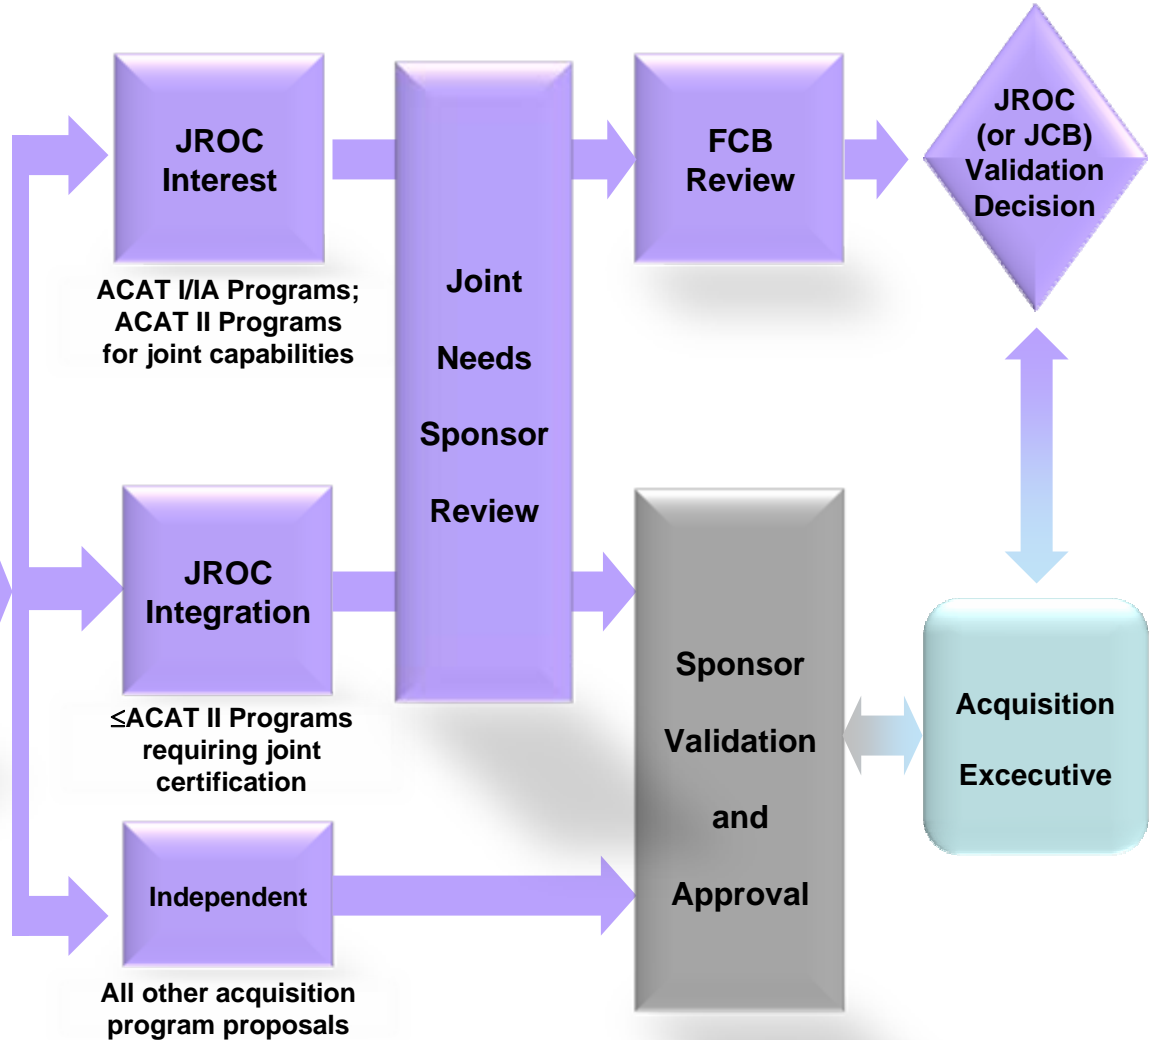 JROC
Interest
ACAT I/IA Programs;
ACAT II Programs
for joint capabilities
JROC
Integration
≤ACAT II Programs
requiring joint
certification
Independent
All other acquisition
program proposals
Joint
Needs
Sponsor
Review
FCB
Review
Sponsor
Validation
and
Approval
JROC
(or JCB)
Validation
Decision
Acquisition
Excecutive